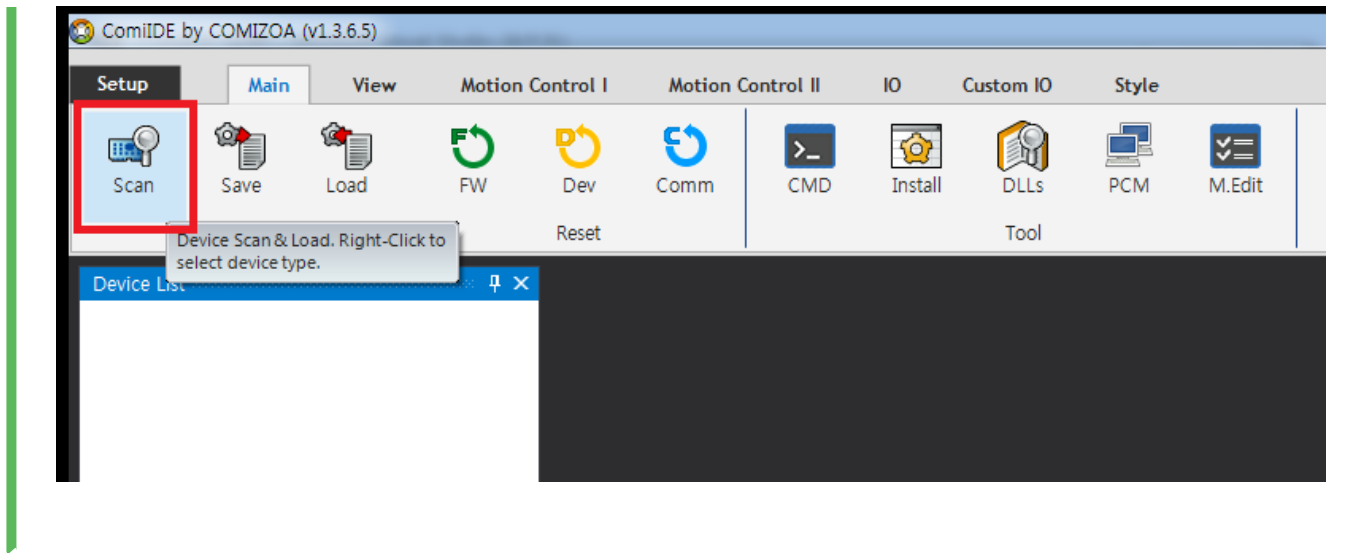 ComiIDE by COMIZOA (v1.3.6.5)
Setup Main View Motion Control I Motion Control II IO Custom IO Style
Scan Save Load FW Dev Comm CMD Install DLLs PCM M.Edit
Reset Tool
Device Scan & Load. Right-Click to
select device type.
Device List